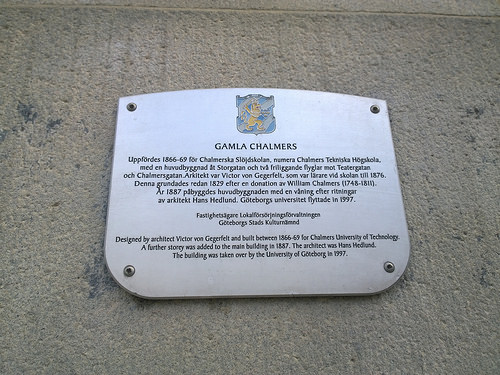 GAMLA CHALMERS
Uppfördes 1866-69 för Chalmerska Slöjdskolan, numera Chalmers Tekniska Högskola,
med en huvudbyggnad åt Storgatan och två friliggande flyglar mot Teatergatan
och Chalmersgatan. Arkitekt var Victor von Gegerfelt, som var lärare vid skolan till 1876.
Denna grundades redan 1829 efter en donation av William Chalmers (1748-1811).
År 1887 påbyggdes huvudbyggnaden med en våning efter ritningar
av arkitekt Hans Hedlund. Göteborgs universitet flyttade in 1997.
Fastighetsägare Lokalförsörjningsförvaltningen
Göteborgs Stads Kulturnämnd
Designed by architect Victor von Gegerfelt and built between 1866-69 for Chalmers University of Technology.
A further storey was added to the main building in 1887. The architect was Hans Hedlund.
The building was taken over by the University of Göteborg in 1997.